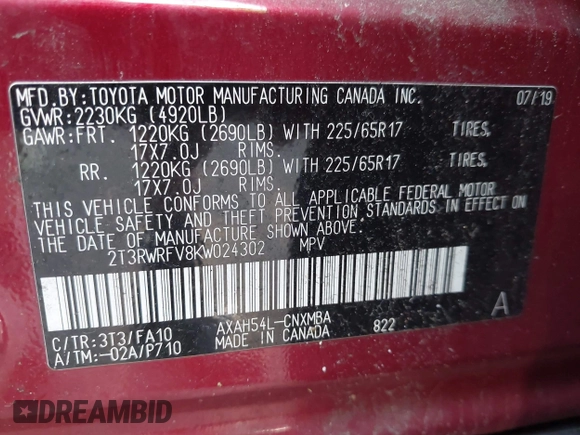 MFD.BY:TOYOTA MOTOR MANUFACTURING CANADA INC. 07/19
GVWR:2230KG (4920LB)
GAWR:FRT. 1220KG (2690LB) WITH 225/65R17 TIRES,
17X7.0J RIMS.
RR. 1220KG (2690LB) WITH 225/65R17 TIRES,
17X7.0J RIMS.
THIS VEHICLE CONFORMS TO ALL APPLICABLE FEDERAL MOTOR
VEHICLE SAFETY AND THEFT PREVENTION STANDARDS IN EFFECT ON
THE DATE OF MANUFACTURE SHOWN ABOVE.
2T3RWRFV8KW024302 MPV
C/TR:3T3/FA10 AXAH54L-CNXMBA 822 A
A/TM:-02A/P710 MADE IN CANADA
DREAMBID